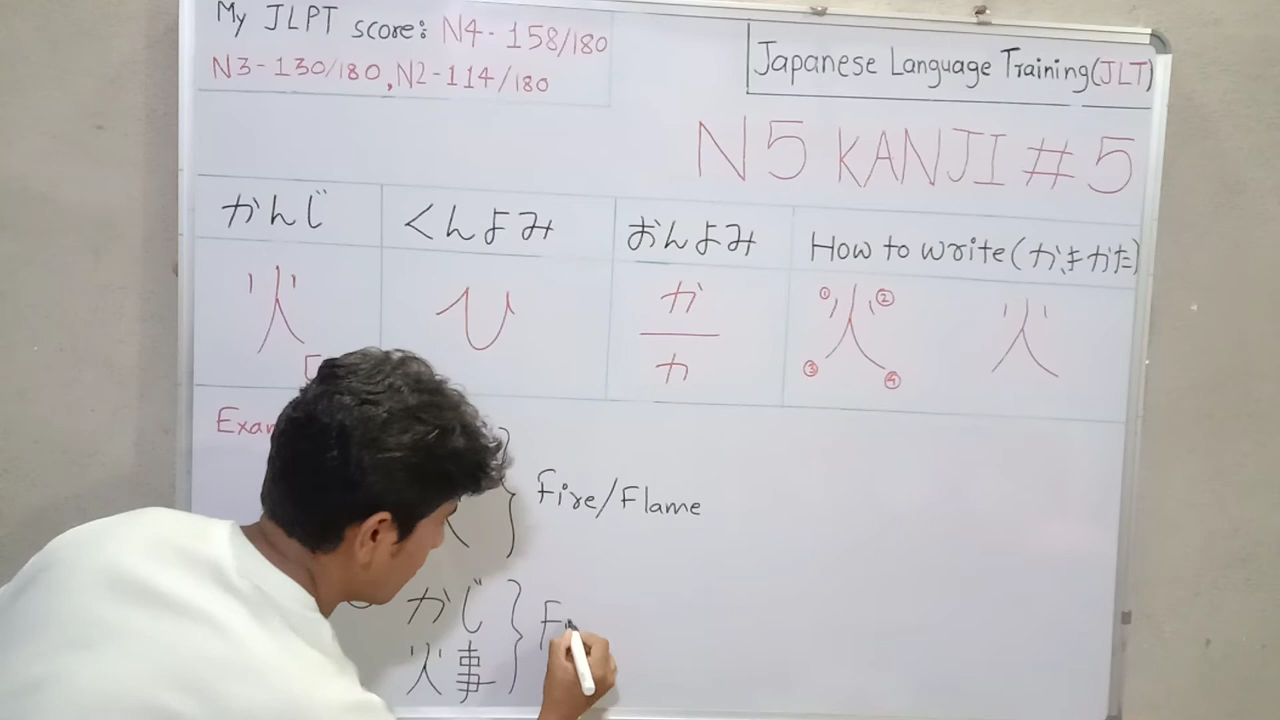 My JLPT score: N4 - 158/180
N3 - 130/180, N2 - 114/180
Japanese Language Training(JLT)
N5 KANJI #5
かんじ
くんよみ
おんよみ
How to write(かきかた)
火
ひ
か
カ
① ②
③ ④
火
火
Fire/Flame
かじ
火事